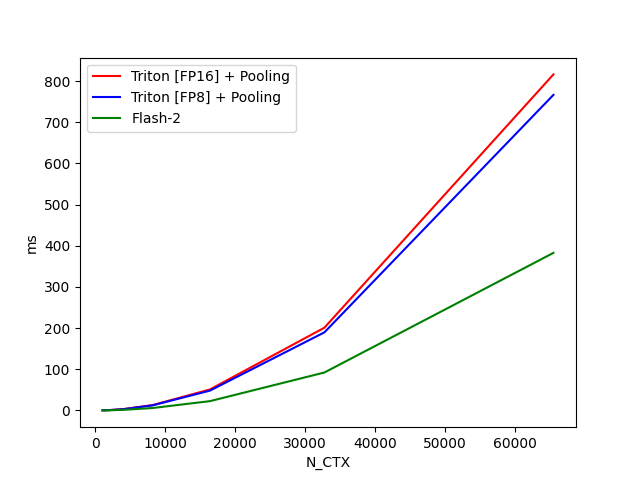 Triton [FP16] + Pooling
Triton [FP8] + Pooling
Flash-2
800
700
600
500
400
300
200
100
0
ms
0 10000 20000 30000 40000 50000 60000
N_CTX